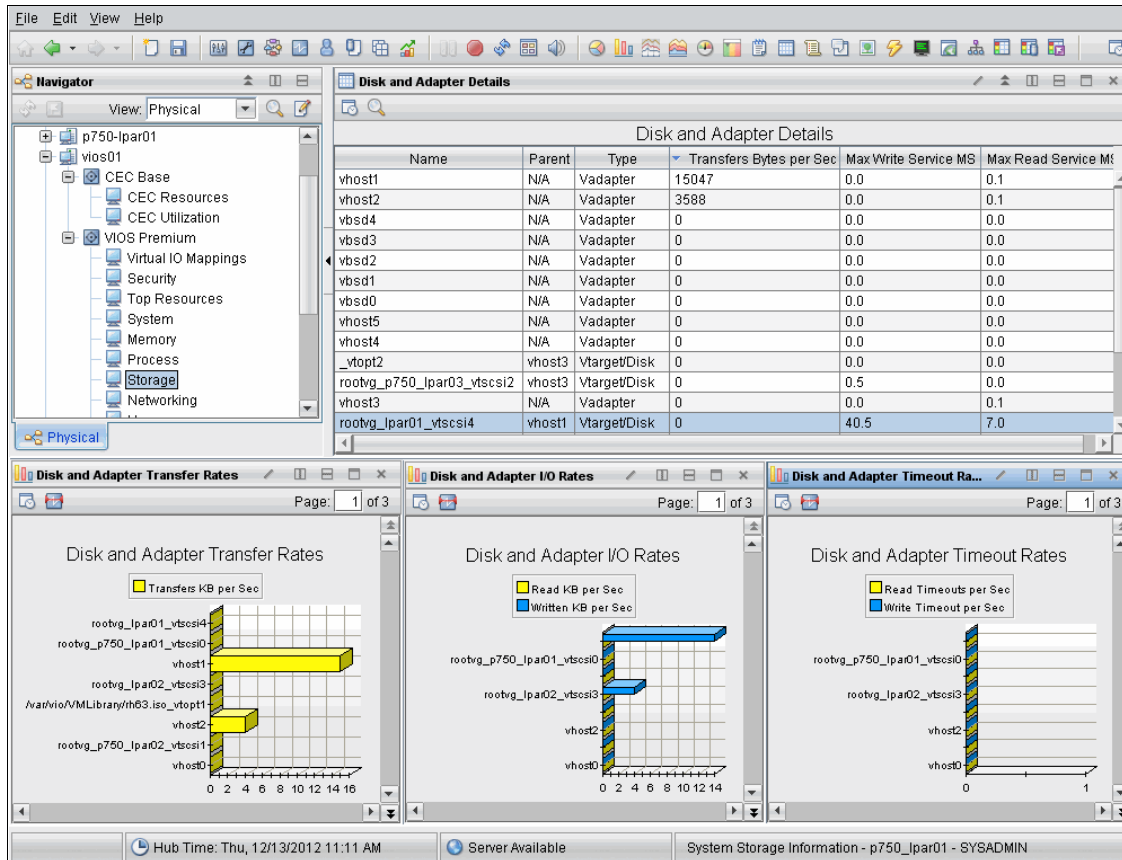 File Edit View Help
Navigator
View: Physical
p750-lpar01
vios01
CEC Base
CEC Resources
CEC Utilization
VIOS Premium
Virtual IO Mappings
Security
Top Resources
System
Memory
Process
Storage
Networking
Physical
Disk and Adapter Details
Disk and Adapter Details
Name Parent Type Transfers Bytes per Sec Max Write Service MS Max Read Service MS
vhost1 N/A Vadapter 15047 0.0 0.1
vhost2 N/A Vadapter 3588 0.0 0.1
vbsd4 N/A Vadapter 0 0.0 0.0
vbsd3 N/A Vadapter 0 0.0 0.0
vbsd2 N/A Vadapter 0 0.0 0.0
vbsd1 N/A Vadapter 0 0.0 0.0
vbsd0 N/A Vadapter 0 0.0 0.0
vhost5 N/A Vadapter 0 0.0 0.0
vhost4 N/A Vadapter 0 0.0 0.0
_vtopt2 vhost3 Vtarget/Disk 0 0.0 0.0
rootvg_p750_lpar03_vtscsi2 vhost3 Vtarget/Disk 0 0.5 0.0
vhost3 N/A Vadapter 0 0.0 0.1
rootvg_lpar01_vtscsi4 vhost1 Vtarget/Disk 0 40.5 7.0
Disk and Adapter Transfer Rates
Page: 1 of 3
Disk and Adapter Transfer Rates
Transfers KB per Sec
rootvg_lpar01_vtscsi4
rootvg_p750_lpar01_vtscsi0
vhost1
rootvg_lpar02_vtscsi3
/var/vio/VMLibrary/rh63.iso_vtopt1
vhost2
rootvg_p750_lpar02_vtscsi1
vhost0
0 2 4 6 8 10 12 14 16
Disk and Adapter I/O Rates
Page: 1 of 3
Disk and Adapter I/O Rates
Read KB per Sec
Written KB per Sec
rootvg_p750_lpar01_vtscsi0
rootvg_lpar02_vtscsi3
vhost2
vhost0
0 2 4 6 8 10 12 14
Disk and Adapter Timeout Ra...
Page: 1 of 3
Disk and Adapter Timeout Rates
Read Timeouts per Sec
Write Timeout per Sec
rootvg_p750_lpar01_vtscsi0
rootvg_lpar02_vtscsi3
vhost2
vhost0
0 1
Hub Time: Thu, 12/13/2012 11:11 AM
Server Available
System Storage Information - p750_lpar01 - SYSADMIN